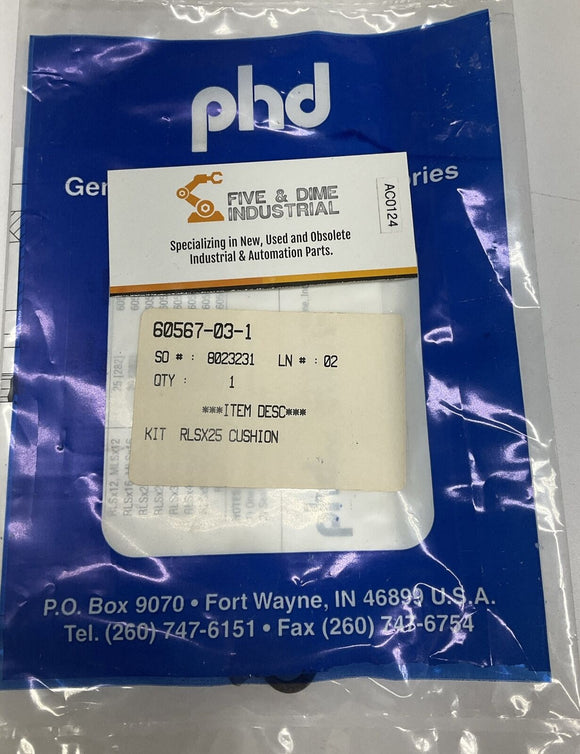 phd
FIVE & DIME
INDUSTRIAL
AC0124
Specializing in New, Used and Obsolete
Industrial & Automation Parts.
60567-03-1
SO # : 8023231 LN # : 02
QTY : 1
***ITEM DESC***
KIT RLSX25 CUSHION
P.O. Box 9070 • Fort Wayne, IN 46899 U.S.A.
Tel. (260) 747-6151 • Fax (260) 747-6754